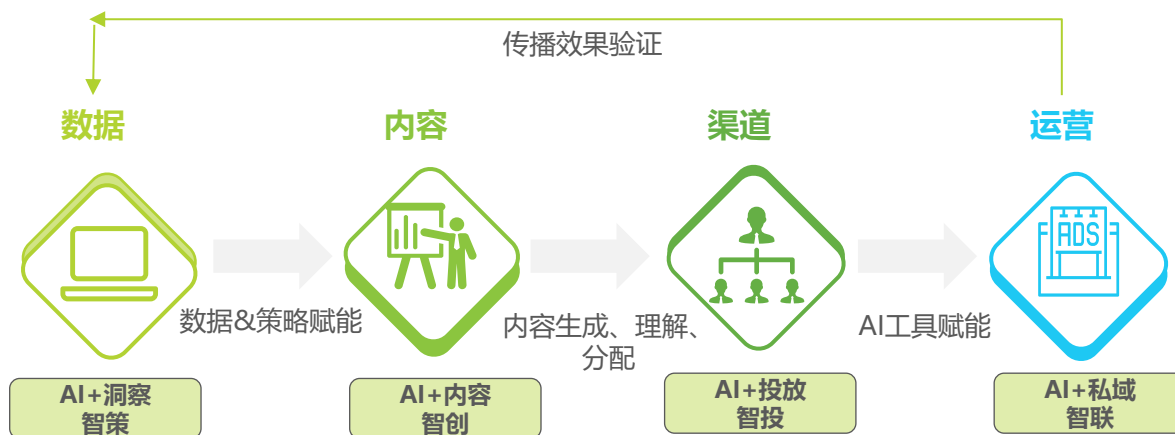 传播效果验证
数据
内容
渠道
运营
ADS
数据&策略赋能
内容生成、理解、
分配
AI工具赋能
AI+洞察
智策
AI+内容
智创
AI+投放
智投
AI+私域
智联